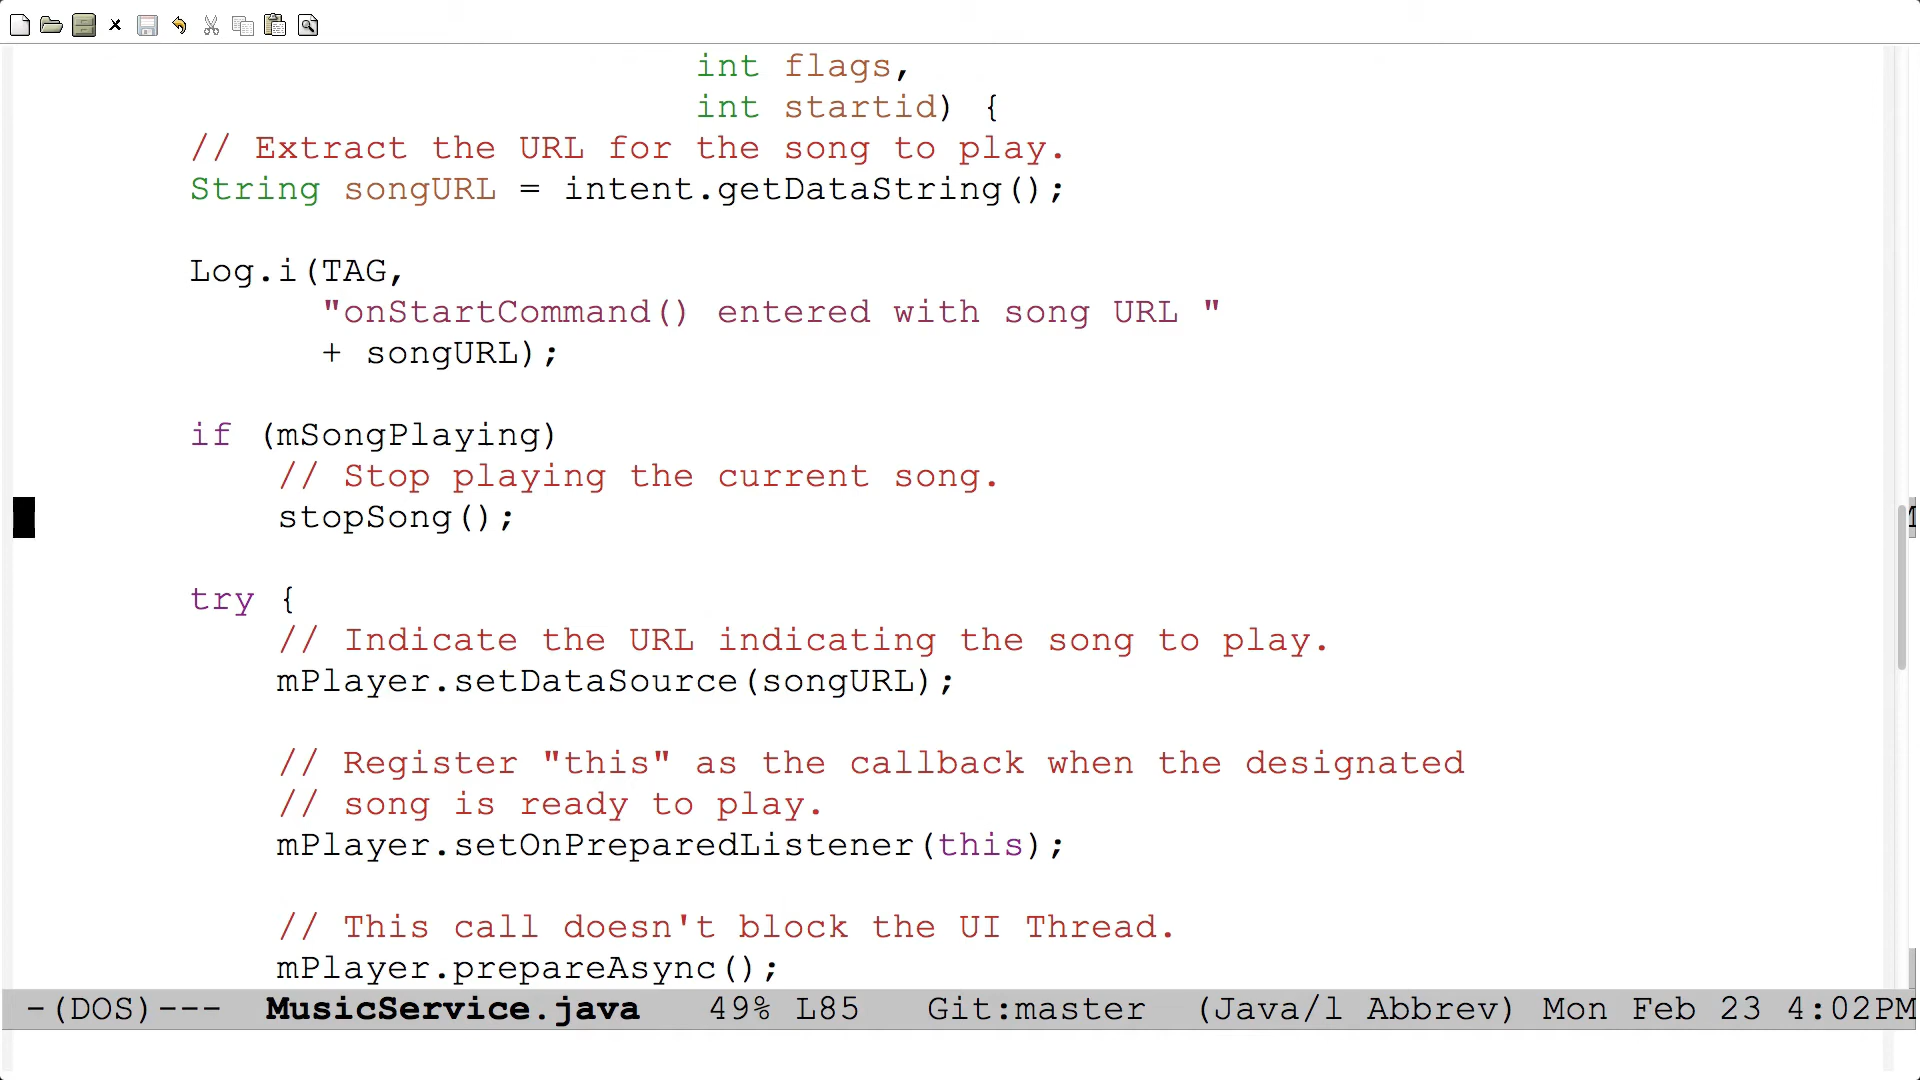 int flags,
int startid) {
// Extract the URL for the song to play.
String songURL = intent.getDataString();
Log.i(TAG,
"onStartCommand() entered with song URL "
+ songURL);
if (mSongPlaying)
// Stop playing the current song.
stopSong();
try {
// Indicate the URL indicating the song to play.
mPlayer.setDataSource(songURL);
// Register "this" as the callback when the designated
// song is ready to play.
mPlayer.setOnPreparedListener(this);
// This call doesn't block the UI Thread.
mPlayer.prepareAsync();
-(DOS)--- MusicService.java 49% L85 Git:master (Java/l Abbrev) Mon Feb 23 4:02PM